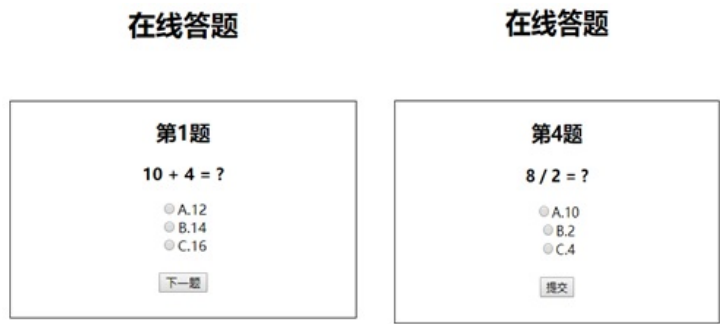 在线答题
第1题
10 + 4 = ?
A.12
B.14
C.16
下一题
在线答题
第4题
8 / 2 = ?
A.10
B.2
C.4
提交